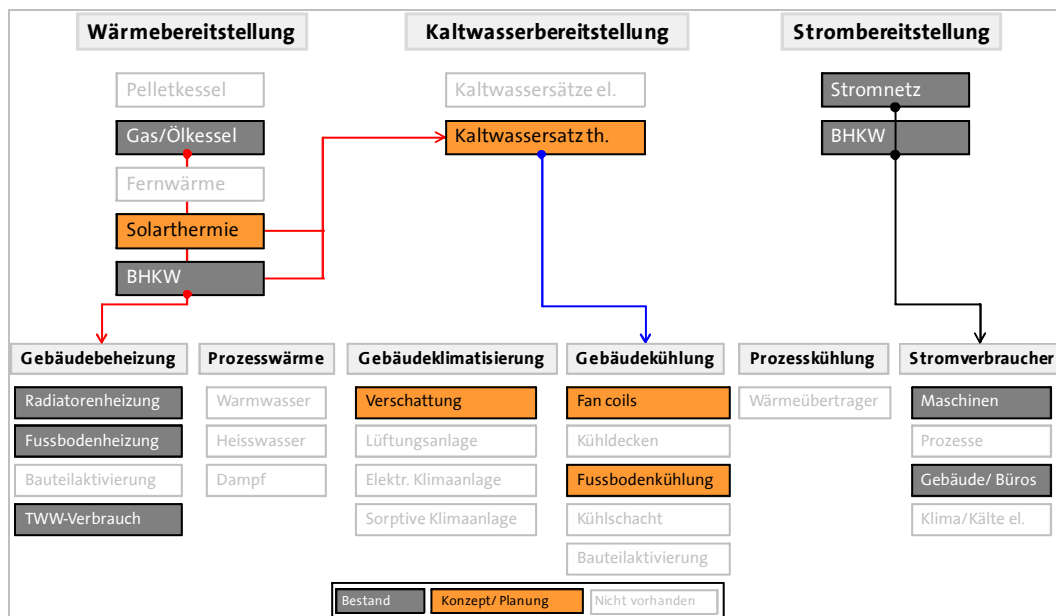 Wärmebereitstellung
Kaltwasserbereitstellung
Strombereitstellung
Pelletkessel
Kaltwassersätze el.
Stromnetz
Gas/Ölkessel
Kaltwassersatz th.
BHKW
Fernwärme
Solarthermie
BHKW
Gebäudebeheizung
Prozesswärme
Gebäudeklimatisierung
Gebäudekühlung
Prozesskühlung
Stromverbraucher
Radiatorenheizung
Warmwasser
Verschattung
Fan coils
Wärmeübertrager
Maschinen
Fussbodenheizung
Heisswasser
Lüftungsanlage
Kühldecken
Prozesse
Bauteilaktivierung
Dampf
Elektr. Klimaanlage
Fussbodenkühlung
Gebäude/ Büros
TWW-Verbrauch
Sorptive Klimaanlage
Kühlschacht
Klima/Kälte el.
Bauteilaktivierung
Bestand
Konzept/ Planung
Nicht vorhanden